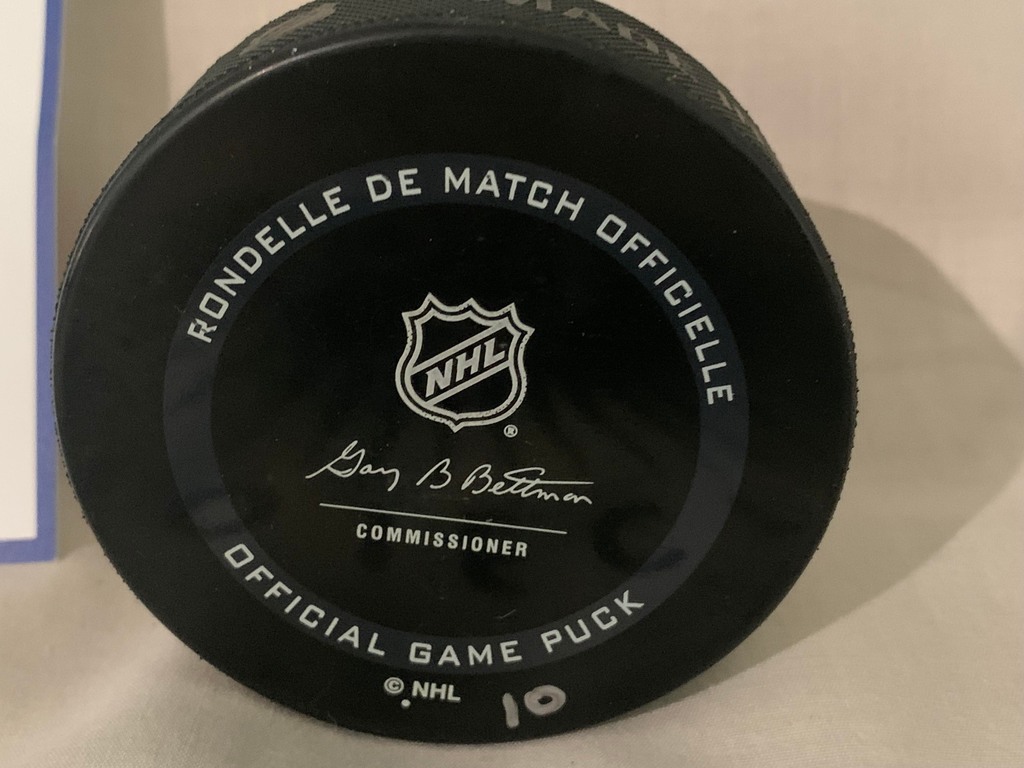 RONDELLE DE MATCH OFFICIELLE
NHL
®
Gary B Bettman
COMMISSIONER
OFFICIAL GAME PUCK
© NHL
10